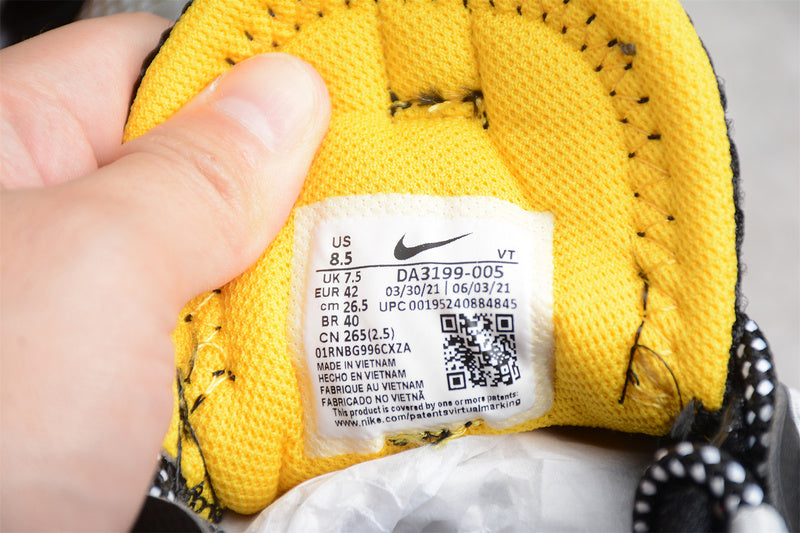 US
8.5
VT
UK 7.5
DA3199-005
EUR 42
03/30/21 | 06/03/21
cm 26.5
UPC 00195240884845
BR 40
CN 265(2.5)
01RNBG996CXZA
MADE IN VIETNAM
HECHO EN VIETNAM
FABRIQUE AU VIETNAM
FABRICADO NO VIETNÃ
This product is covered by one or more patents:
www.nike.com/patentsvirtualmarking